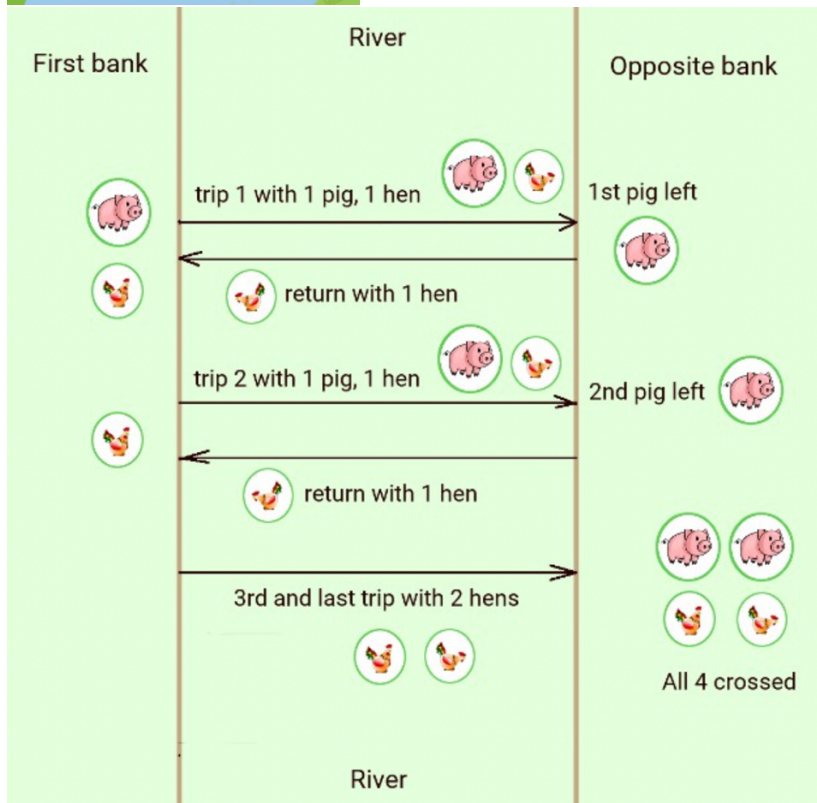 River
First bank
Opposite bank
trip 1 with 1 pig, 1 hen
1st pig left
return with 1 hen
trip 2 with 1 pig, 1 hen
2nd pig left
return with 1 hen
3rd and last trip with 2 hens
All 4 crossed
River